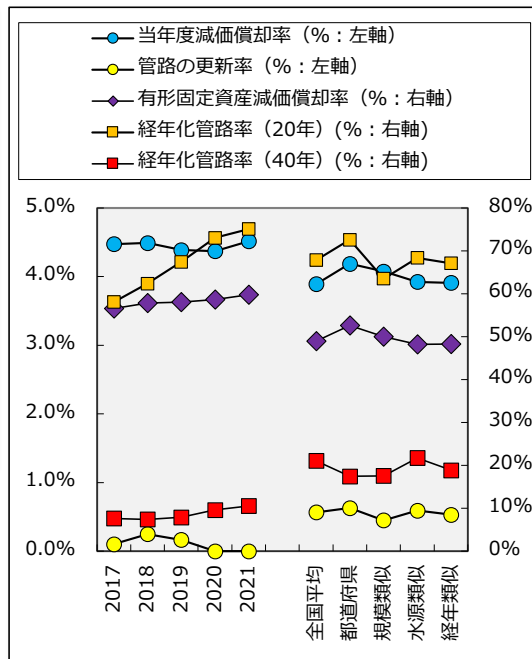 当年度減価償却率（%：左軸）
管路の更新率（%：左軸）
有形固定資産減価償却率（%：右軸）
経年化管路率（20年）(%：右軸)
経年化管路率（40年）(%：右軸)
5.0%
4.0%
3.0%
2.0%
1.0%
0.0%
80%
70%
60%
50%
40%
30%
20%
10%
0%
2017
2018
2019
2020
2021
全国平均
都道府県
規模類似
水源類似
経年類似